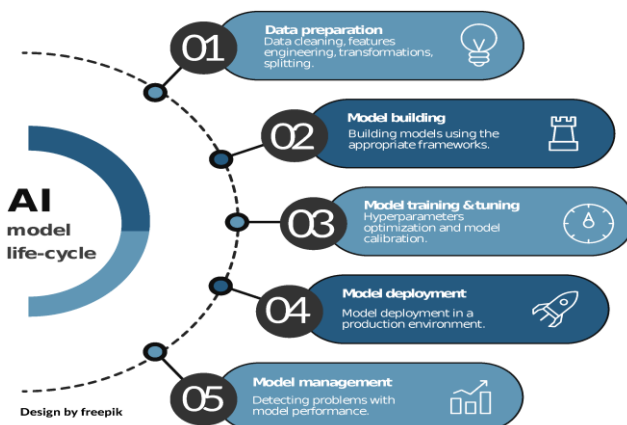 01
Data preparation
Data cleaning, features
engineering, transformations,
splitting.
02
Model building
Building models using the
appropriate frameworks.
AI
model
life-cycle
03
Model training & tuning
Hyperparameters
optimization and model
calibration.
04
Model deployment
Model deployment in a
production environment.
05
Model management
Detecting problems with
model performance.
Design by freepik